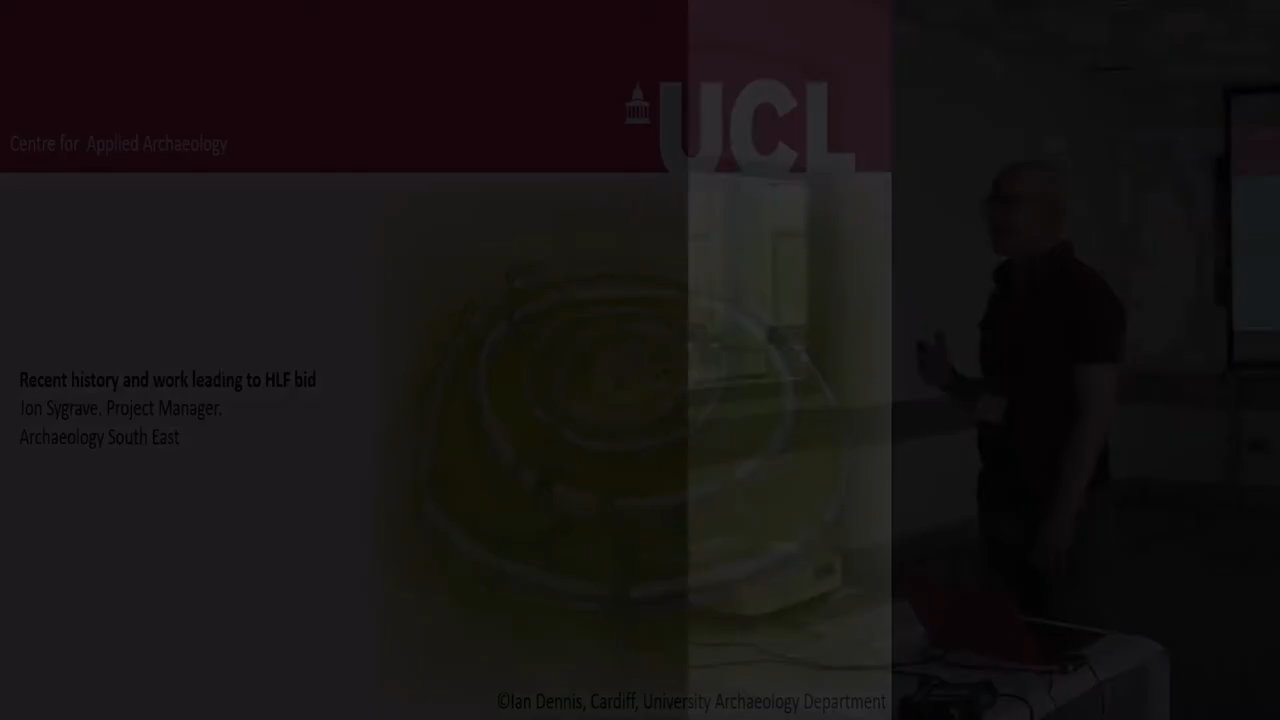 UCL
Centre for Applied Archaeology
Recent history and work leading to HLF bid
Jon Sygrave. Project Manager.
Archaeology South East
©Ian Dennis, Cardiff, University Archaeology Department